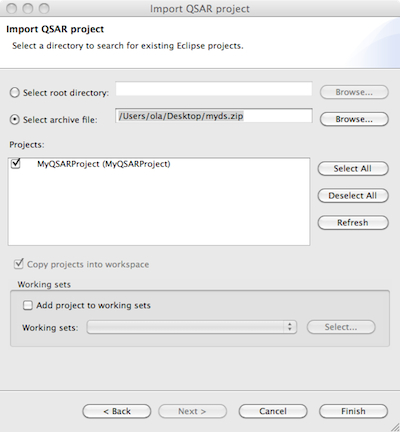 Import QSAR project
Import QSAR project
Select a directory to search for existing Eclipse projects.
Select root directory:
Browse...
Select archive file:
/Users/ola/Desktop/myds.zip
Browse...
Projects:
MyQSARProject (MyQSARProject)
Select All
Deselect All
Refresh
Copy projects into workspace
Working sets
Add project to working sets
Working sets:
Select...
< Back
Next >
Cancel
Finish